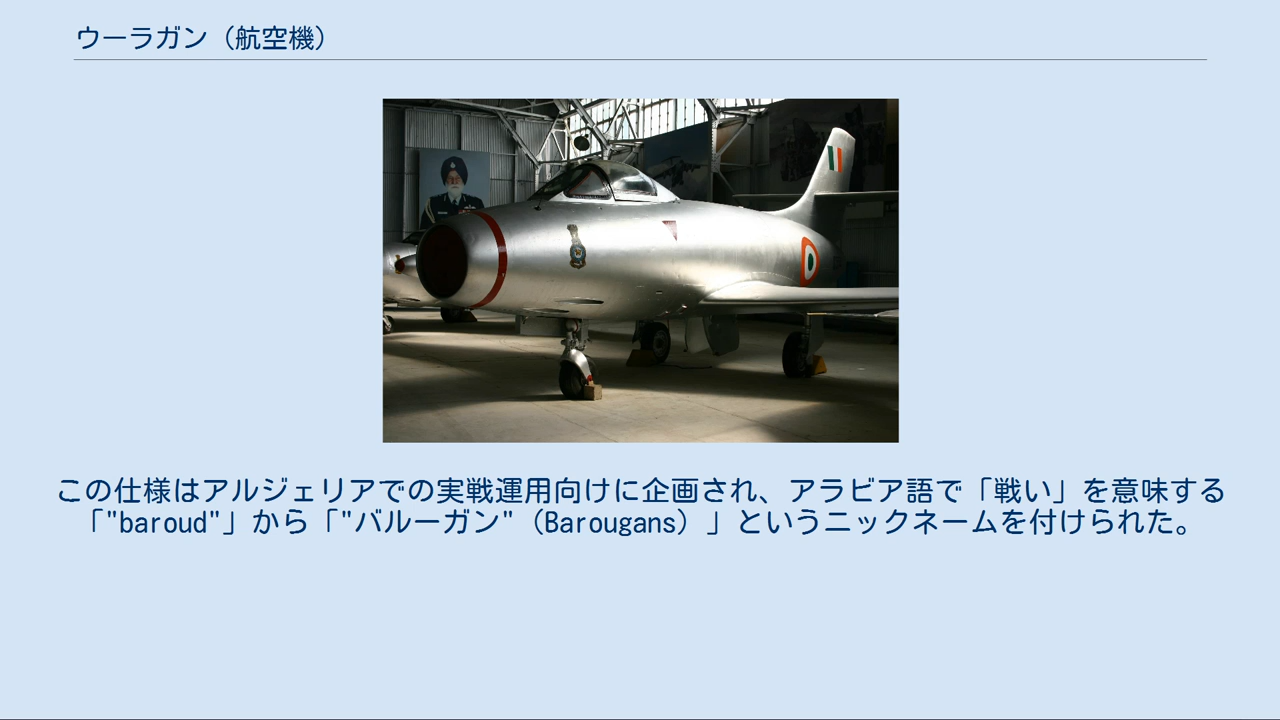 ウーラガン（航空機）
この仕様はアルジェリアでの実戦運用向けに企画され、アラビア語で「戦い」を意味する
「"baroud"」から「"バルーガン"（Barougans）」というニックネームを付けられた。